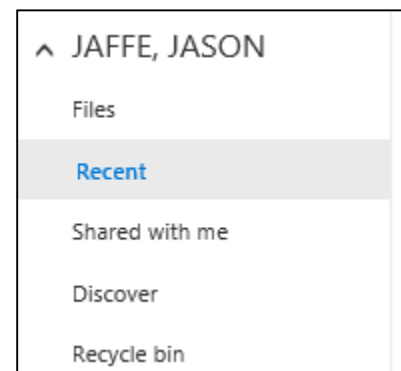 JAFFE, JASON
Files
Recent
Shared with me
Discover
Recycle bin